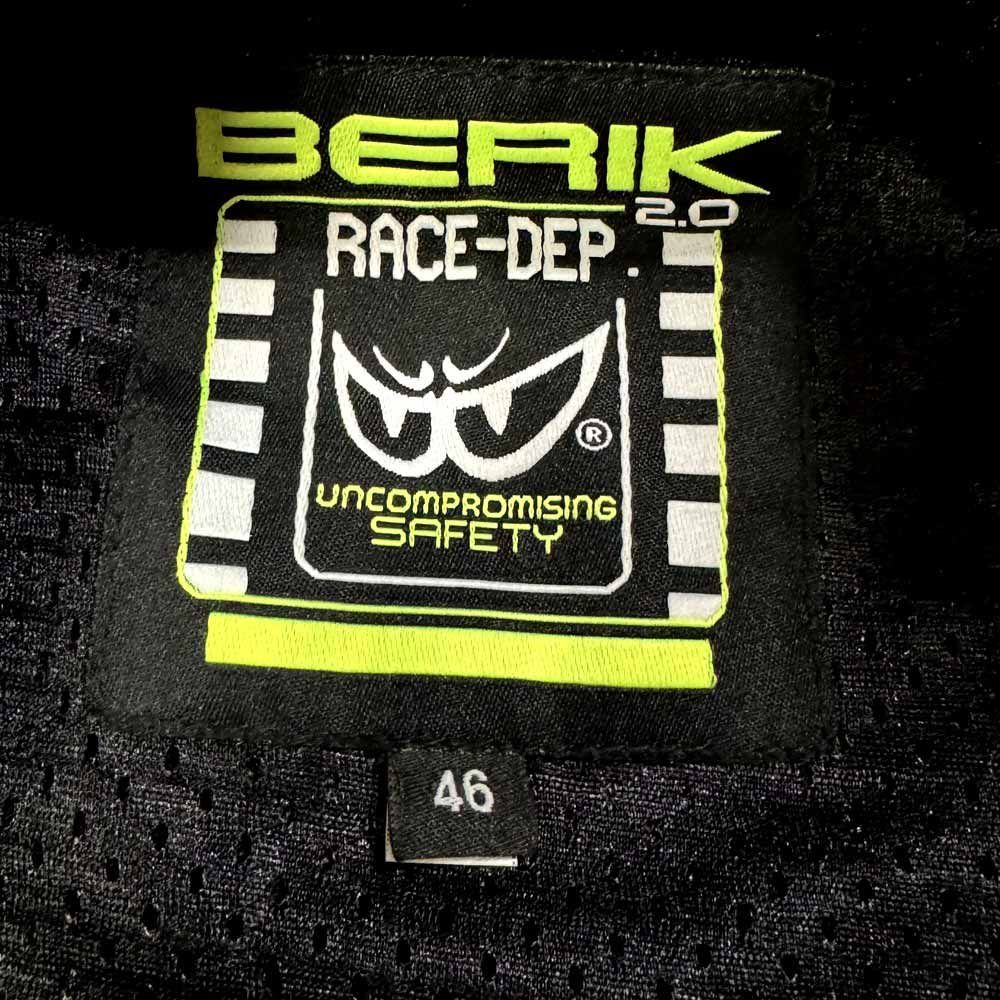 BERIK
2.0
RACE-DEP.
®
UNCOMPROMISING
SAFETY
46